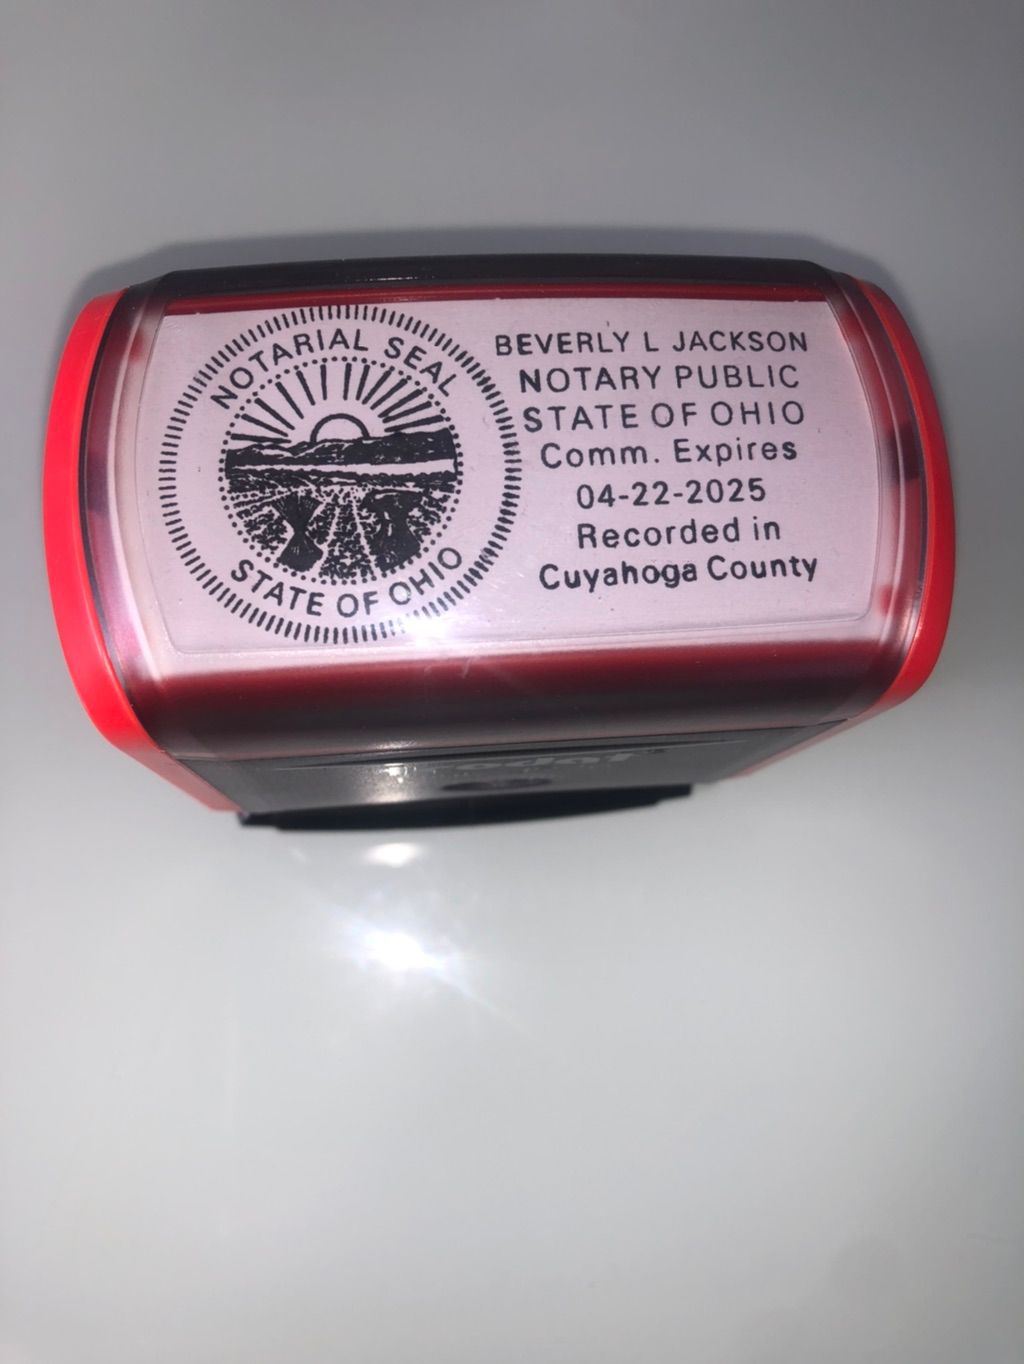 NOTARIAL SEAL
STATE OF OHIO
BEVERLY L JACKSON
NOTARY PUBLIC
STATE OF OHIO
Comm. Expires
04-22-2025
Recorded in
Cuyahoga County